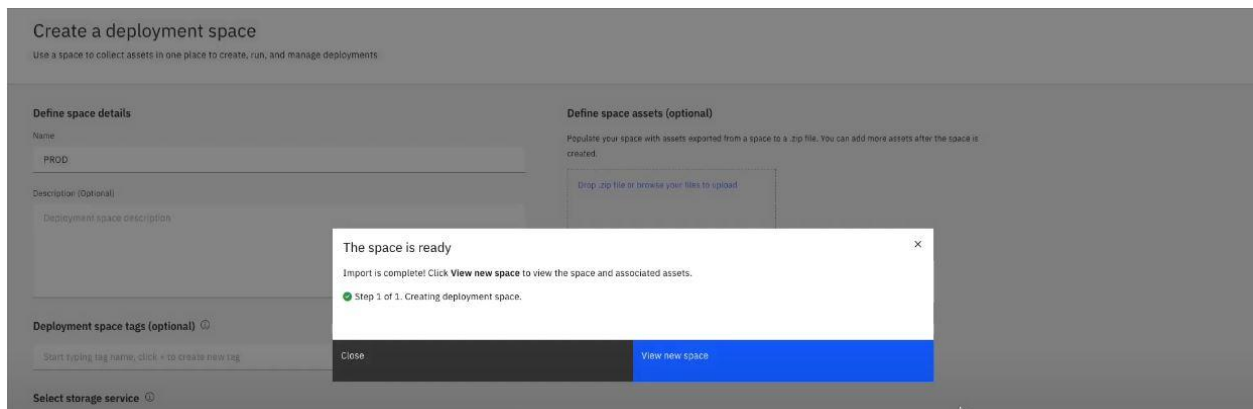 Create a deployment space
Use a space to collect assets in one place to create, run, and manage deployments
Define space details
Name
PROD
Description (Optional)
Deployment space description
Deployment space tags (optional)
Start typing tag name, click + to create new tag
Select storage service
Define space assets (optional)
Populate your space with assets exported from a space to a .zip file. You can add more assets after the space is
created.
Drop .zip file or browse your files to upload
The space is ready
Import is complete! Click View new space to view the space and associated assets.
Step 1 of 1. Creating deployment space.
Close
View new space